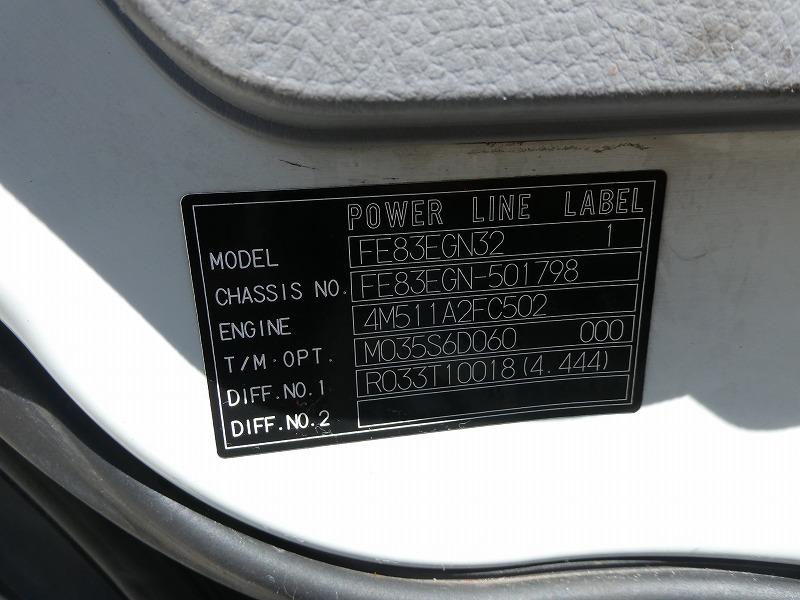 POWER LINE LABEL
MODEL FE83EGN32 1
CHASSIS NO. FE83EGN-501798
ENGINE 4M511A2FC502
T/M·OPT. M035S6D060 000
DIFF.NO.1 R033T10018(4.444)
DIFF.NO.2